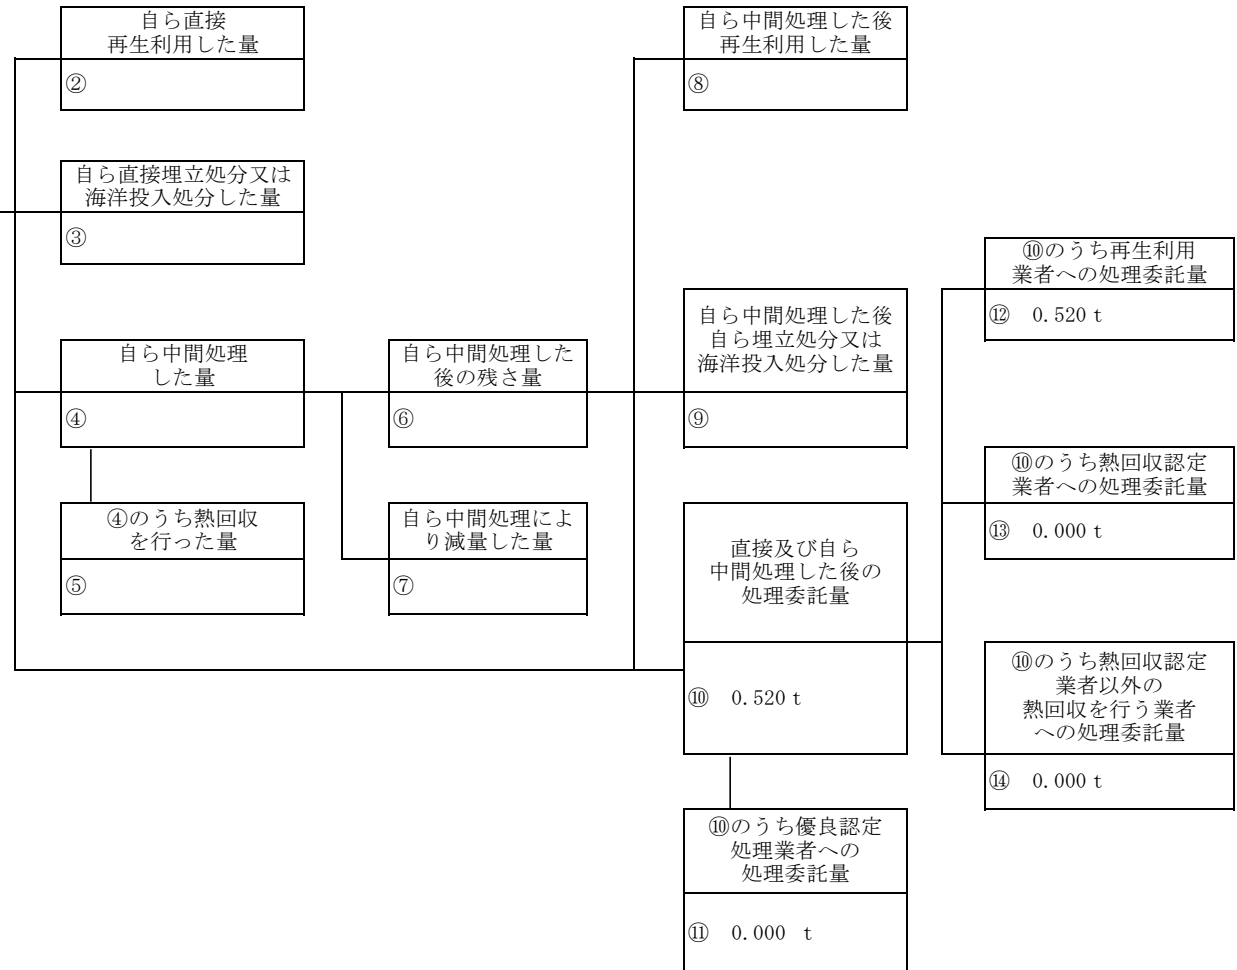 自ら直接
再生利用した量
②
自ら直接埋立処分又は
海洋投入処分した量
③
自ら中間処理
した量
④
④のうち熱回収
を行った量
⑤
自ら中間処理した
後の残さ量
⑥
自ら中間処理によ
り減量した量
⑦
自ら中間処理した後
再生利用した量
⑧
自ら中間処理した後
自ら埋立処分又は
海洋投入処分した量
⑨
直接及び自ら
中間処理した後の
処理委託量
⑩ 0.520 t
⑩のうち優良認定
処理業者への
処理委託量
⑪ 0.000 t
⑩のうち再生利用
業者への処理委託量
⑫ 0.520 t
⑩のうち熱回収認定
業者への処理委託量
⑬ 0.000 t
⑩のうち熱回収認定
業者以外の
熱回収を行う業者
への処理委託量
⑭ 0.000 t